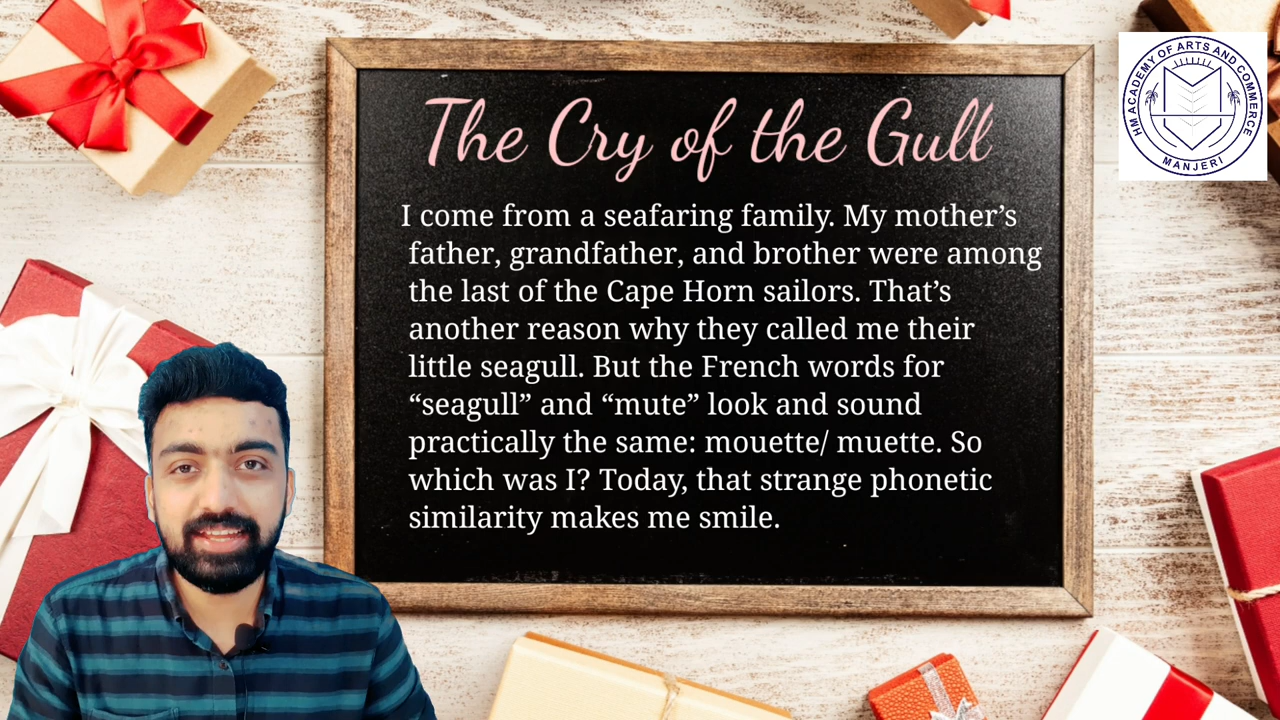 The Cry of the Gull
I come from a seafaring family. My mother’s
father, grandfather, and brother were among
the last of the Cape Horn sailors. That’s
another reason why they called me their
little seagull. But the French words for
“seagull” and “mute” look and sound
practically the same: mouette/ muette. So
which was I? Today, that strange phonetic
similarity makes me smile.
HM ACADEMY OF ARTS AND COMMERCE
MANJERI